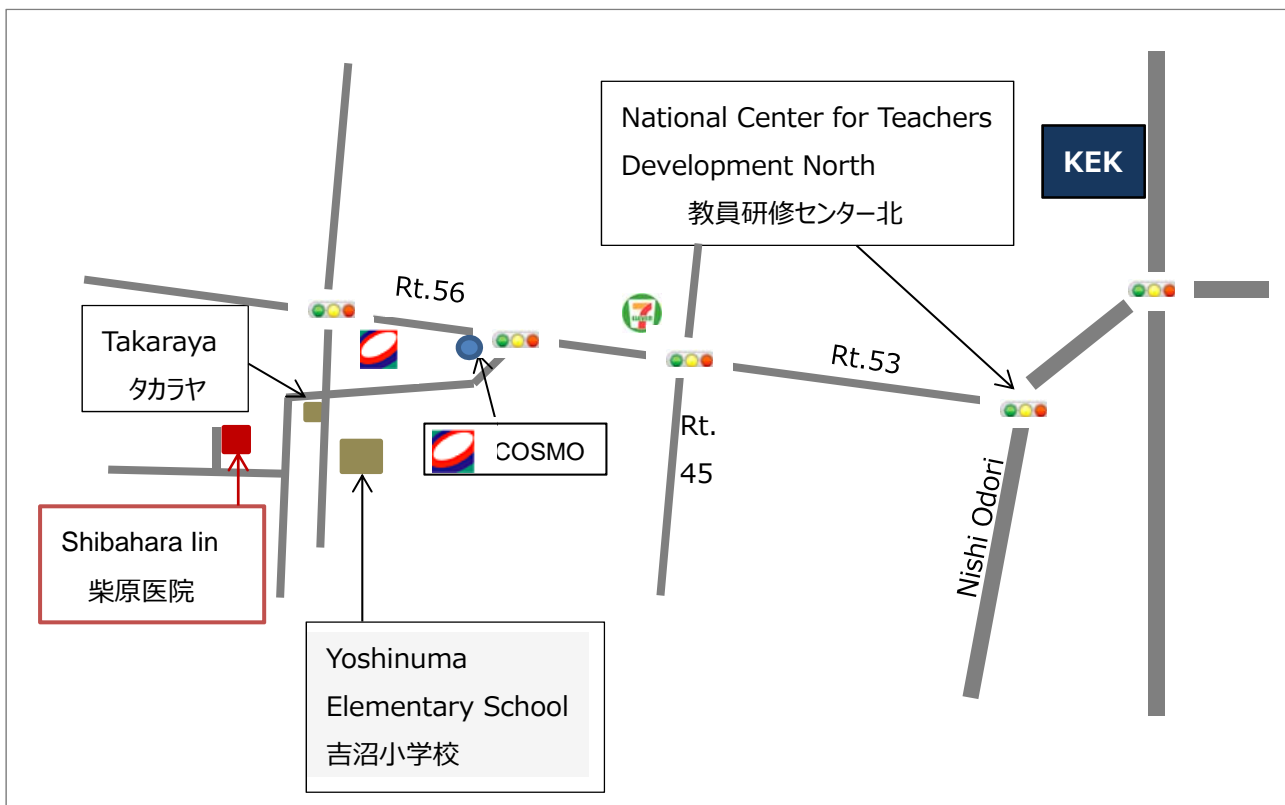 National Center for Teachers
Development North
教員研修センター北
KEK
Rt.56
7
ELEVEN
Takaraya
タカラヤ
Rt.53
Rt.
45
COSMO
Nishi Odori
Shibahara Iin
柴原医院
Yoshinuma
Elementary School
吉沼小学校